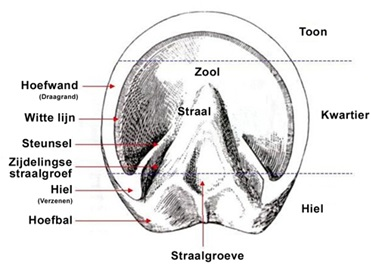 Toon
Zool
Hoefwand
(Draagrand)
Straal
Kwartier
Witte lijn
Steunsel
Zijdelingse
straalgroef
Hiel
(Verzenen)
Hiel
Hoefbal
Straalgroeve